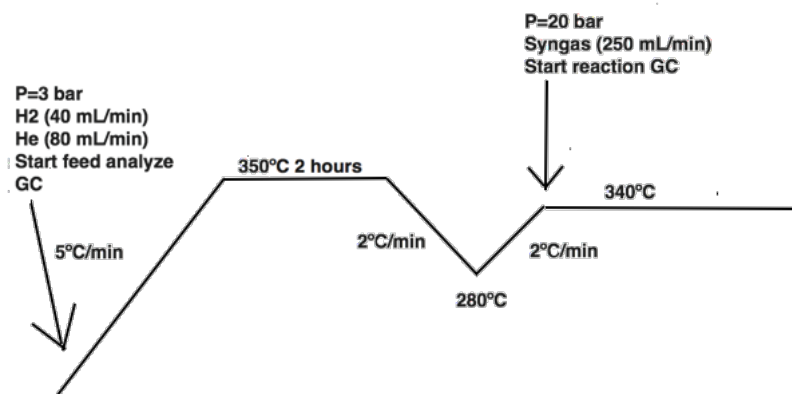 P=20 bar
Syngas (250 mL/min)
Start reaction GC
P=3 bar
H2 (40 mL/min)
He (80 mL/min)
Start feed analyze
GC
350ºC 2 hours
340ºC
5ºC/min
2ºC/min
2ºC/min
280ºC